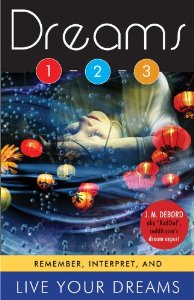 Dreams
1-2-3
J. M. DEBORD
aka "RadOwl",
reddit.com's
dream expert
REMEMBER, INTERPRET, AND
LIVE YOUR DREAMS